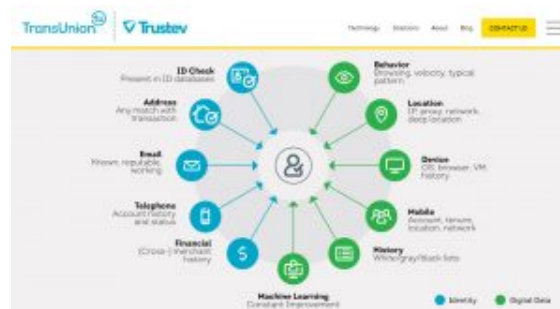 TransUnion
Trustev
Technology Solutions About Blog CONTACT US
ID Check
Present in ID databases
Address
Any match with
transaction
Email
Known, reputable,
working
Telephone
Account history
and status
Financial
(Cross-) merchant
history
Machine Learning
Constant Improvement
Behavior
Browsing, velocity, typical
pattern
Location
IP, proxy, network,
deep location
Device
OS, browser, VM,
history
Mobile
Account, tenure,
location, network
History
White/gray/black lists
Identity
Digital Data